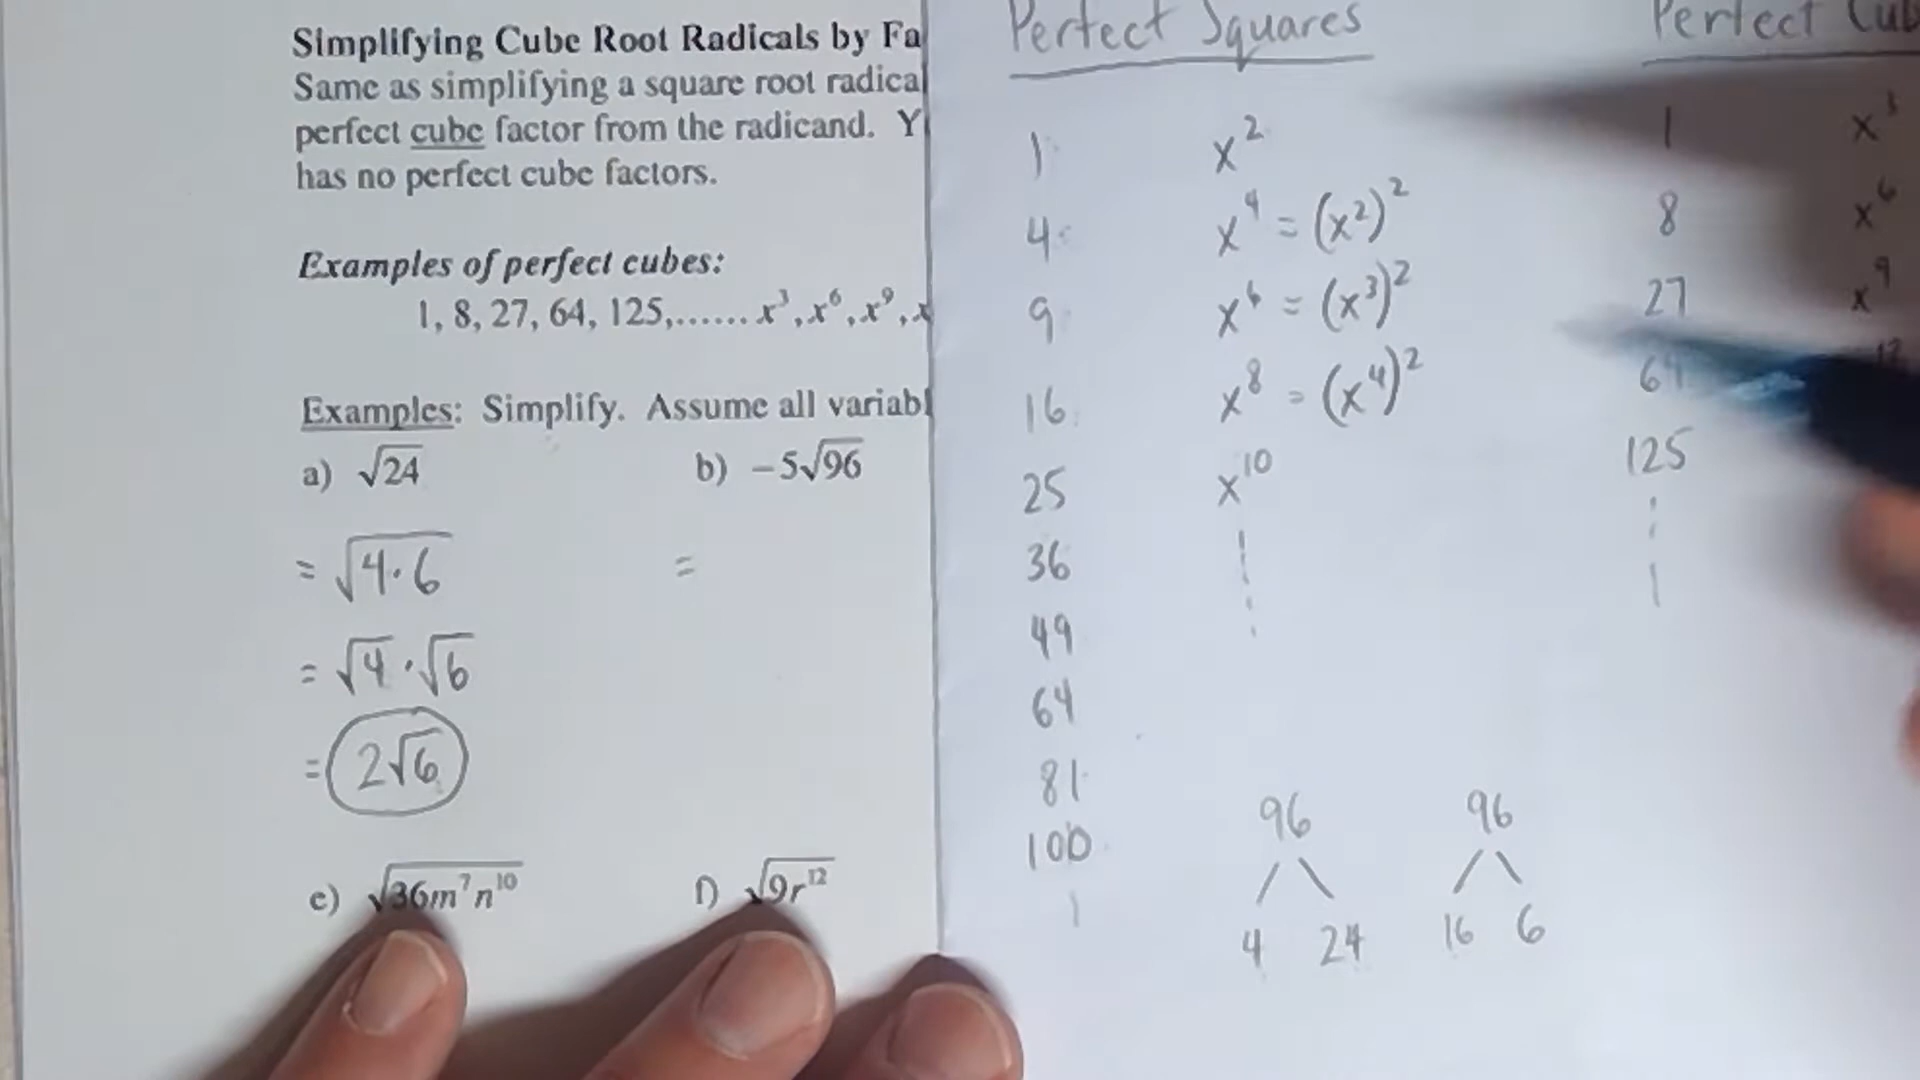 Simplifying Cube Root Radicals by Fa
Same as simplifying a square root radical
perfect cube factor from the radicand. Y
has no perfect cube factors.
Examples of perfect cubes:
1, 8, 27, 64, 125,...... x³, x⁶, x⁹, x
Examples: Simplify. Assume all variabl
a) √24
b) −5√96
= √4·6
=
= √4 · √6
= 2√6
e) √36m⁷n¹⁰
f) √9r¹²
Perfect Squares
1 x²
4 x⁴ = (x²)²
9 x⁶ = (x³)²
16 x⁸ = (x⁴)²
25 x¹⁰
36
49
64
81
100
96
4 24
96
16 6
Perfect Cub
1 x³
8 x⁶
27 x⁹
64 12
125